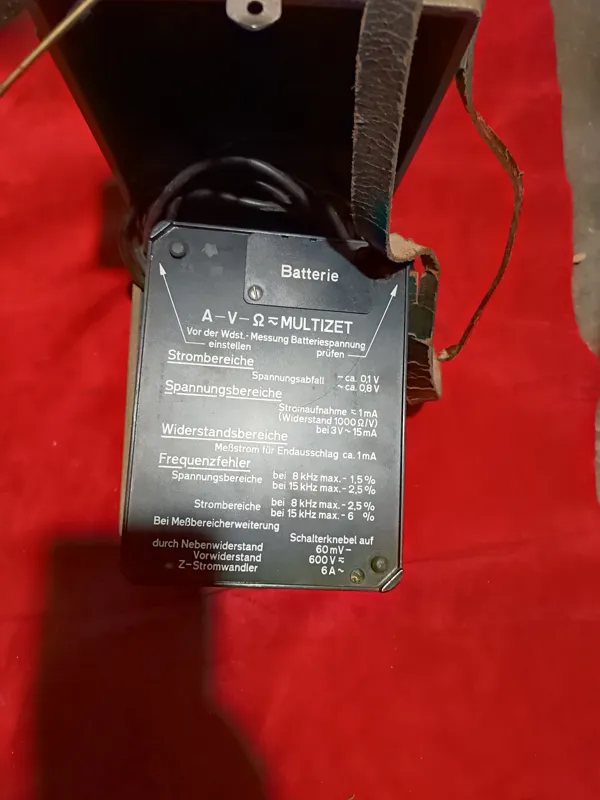 Batterie
A–V–Ω ≂ MULTIZET
Vor der Wdst.-Messung Batteriespannung
einstellen prüfen
Strombereiche
Spannungsabfall – ca. 0,1 V
~ ca. 0,8 V
Spannungsbereiche
Stromaufnahme ≂ 1 mA
(Widerstand 1000 Ω/V)
bei 3V ~ 15 mA
Widerstandsbereiche
Meßstrom für Endausschlag ca. 1 mA
Frequenzfehler
Spannungsbereiche bei 8 kHz max. - 1,5 %
bei 15 kHz max. - 2,5 %
Strombereiche bei 8 kHz max. - 2,5 %
bei 15 kHz max. - 6 %
Bei Meßbereicherweiterung
Schalterknebel auf
durch Nebenwiderstand 60 mV –
Vorwiderstand 600 V ≂
Z–Stromwandler 6 A ~